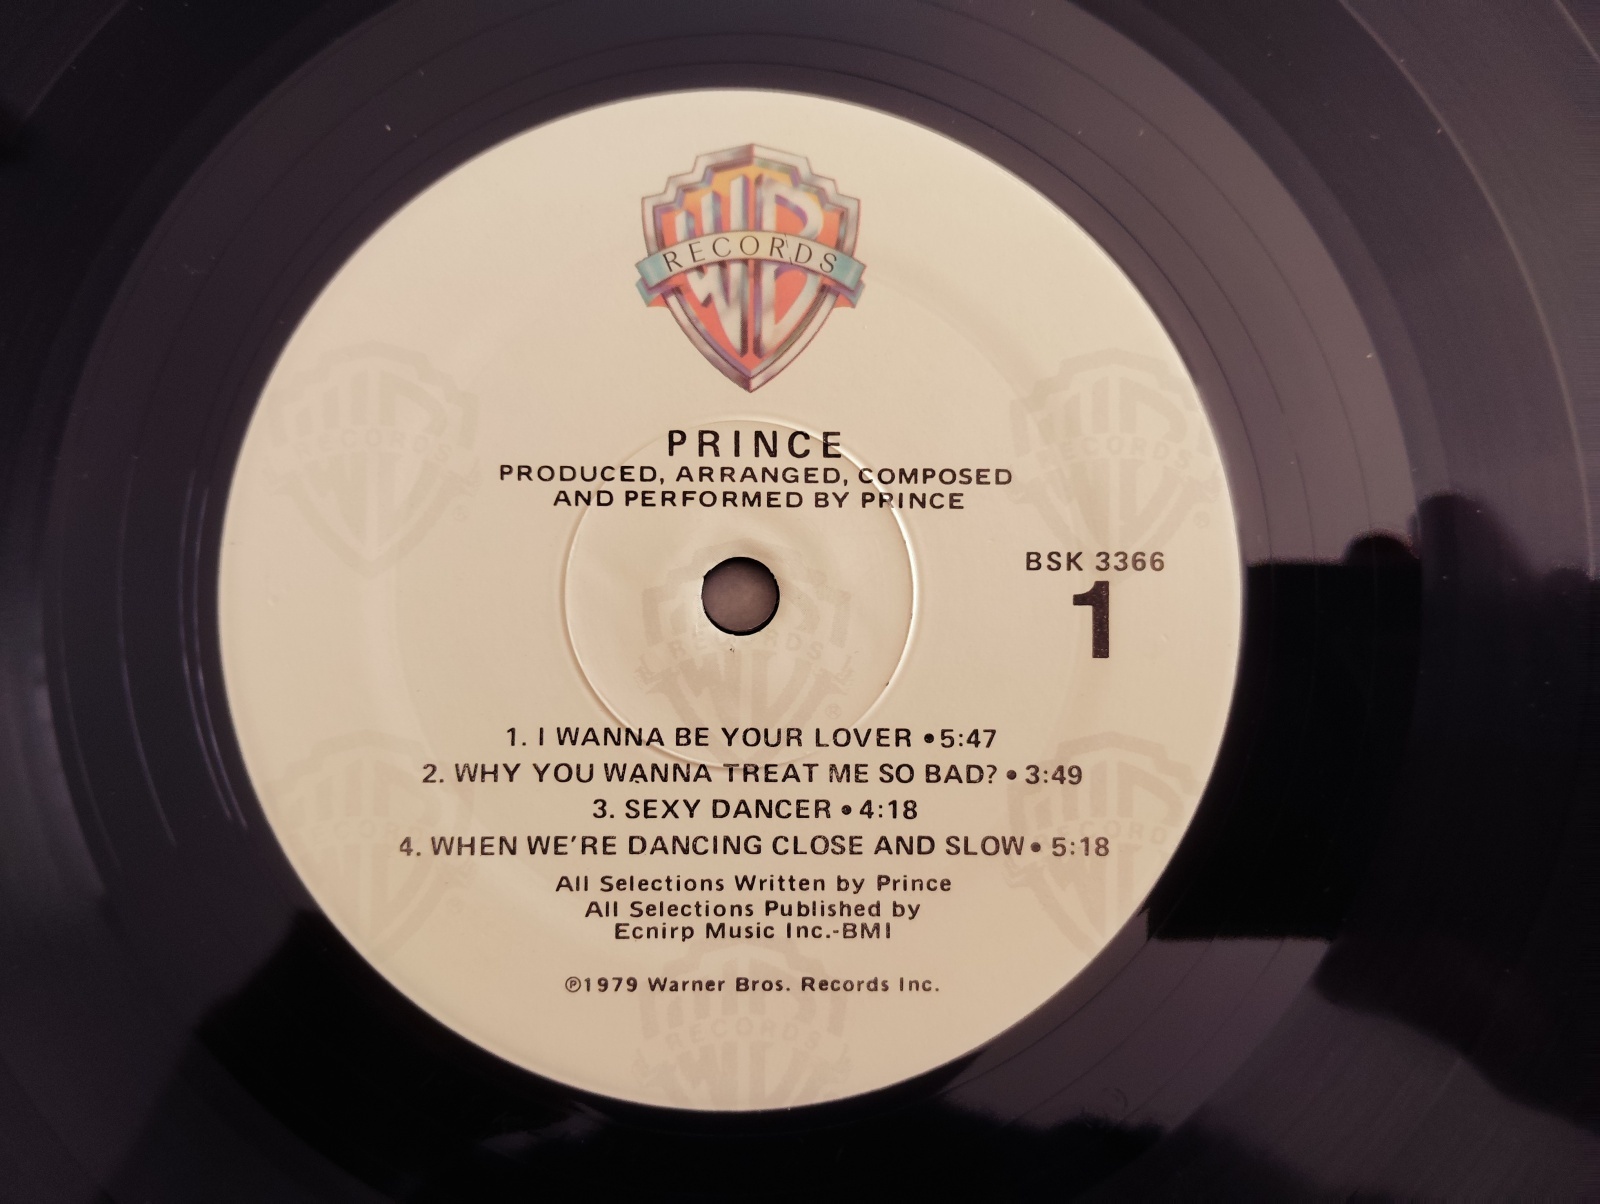 RECORDS
PRINCE
PRODUCED, ARRANGED, COMPOSED
AND PERFORMED BY PRINCE
BSK 3366
1
1. I WANNA BE YOUR LOVER • 5:47
2. WHY YOU WANNA TREAT ME SO BAD? • 3:49
3. SEXY DANCER • 4:18
4. WHEN WE'RE DANCING CLOSE AND SLOW • 5:18
All Selections Written by Prince
All Selections Published by
Ecnirp Music Inc.-BMI
℗1979 Warner Bros. Records Inc.